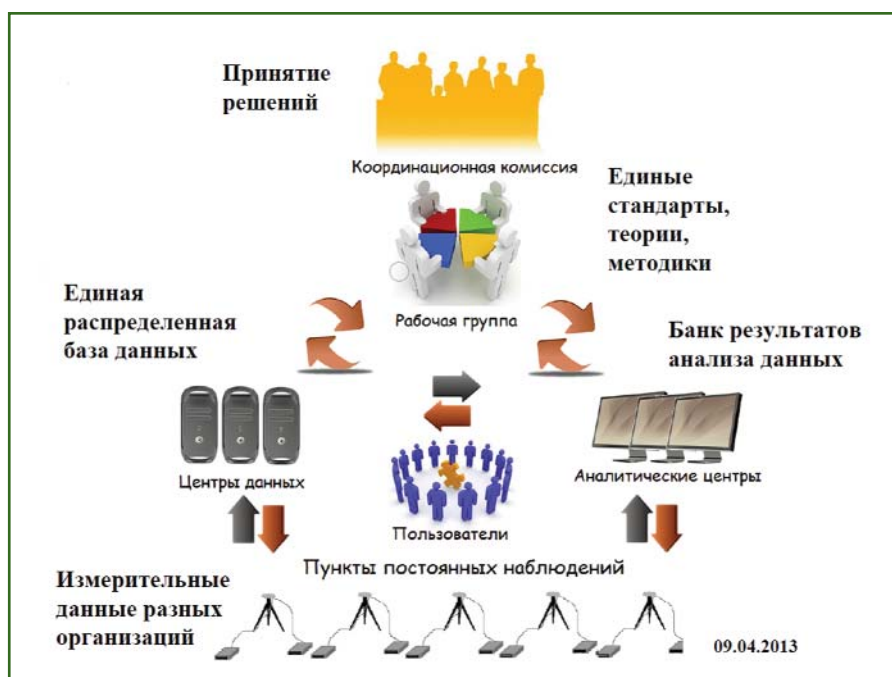 Принятие
решений
Координационная комиссия
Единые
стандарты,
теории,
методики
Единая
распределенная
база данных
Рабочая группа
Банк результатов
анализа данных
Центры данных
Аналитические центры
Пользователи
Пункты постоянных наблюдений
Измерительные
данные разных
организаций
09.04.2013